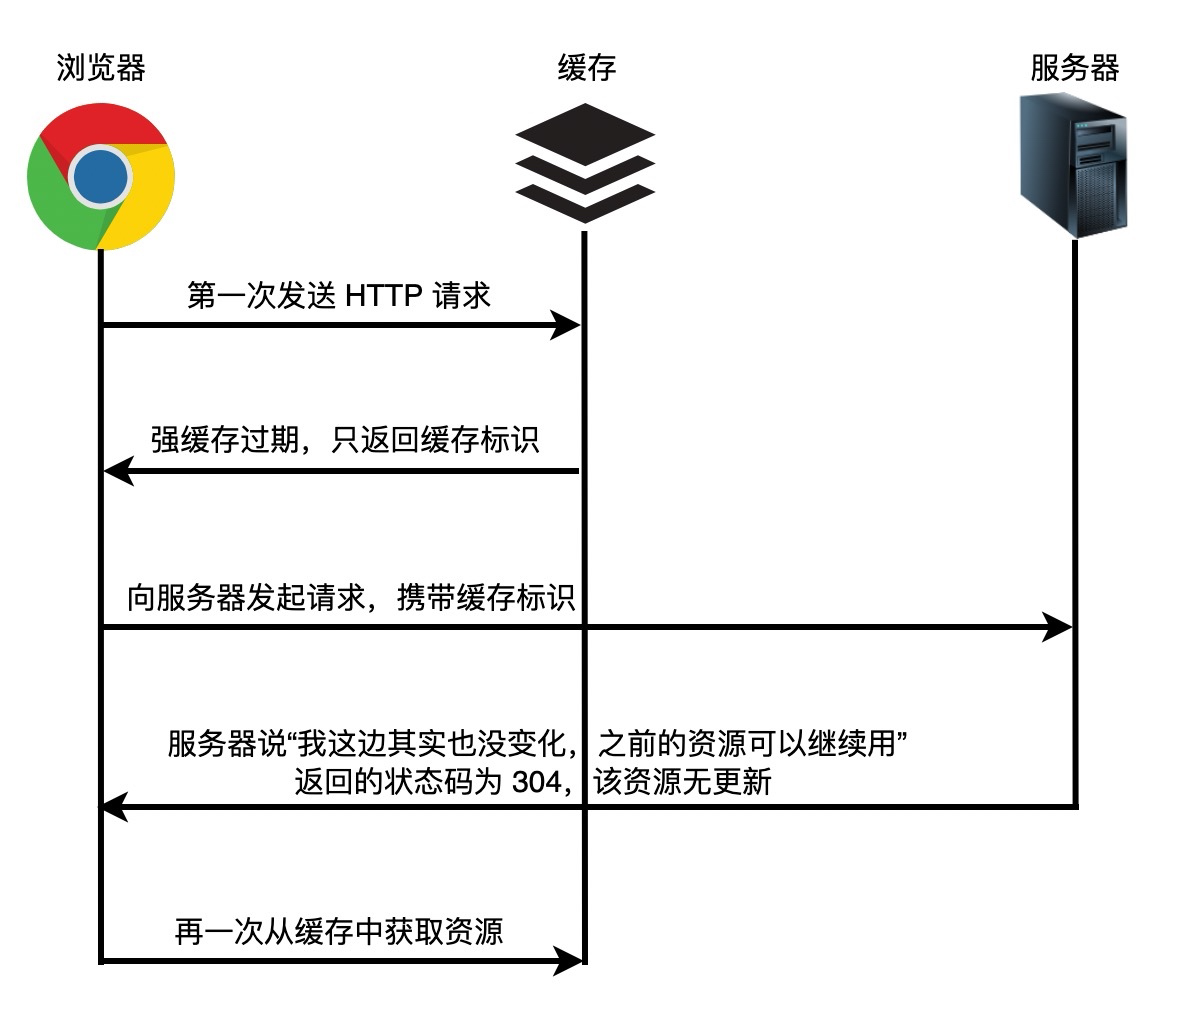 浏览器
缓存
服务器
第一次发送 HTTP 请求
强缓存过期，只返回缓存标识
向服务器发起请求，携带缓存标识
服务器说“我这边其实也没变化，之前的资源可以继续用”
返回的状态码为 304，该资源无更新
再一次从缓存中获取资源